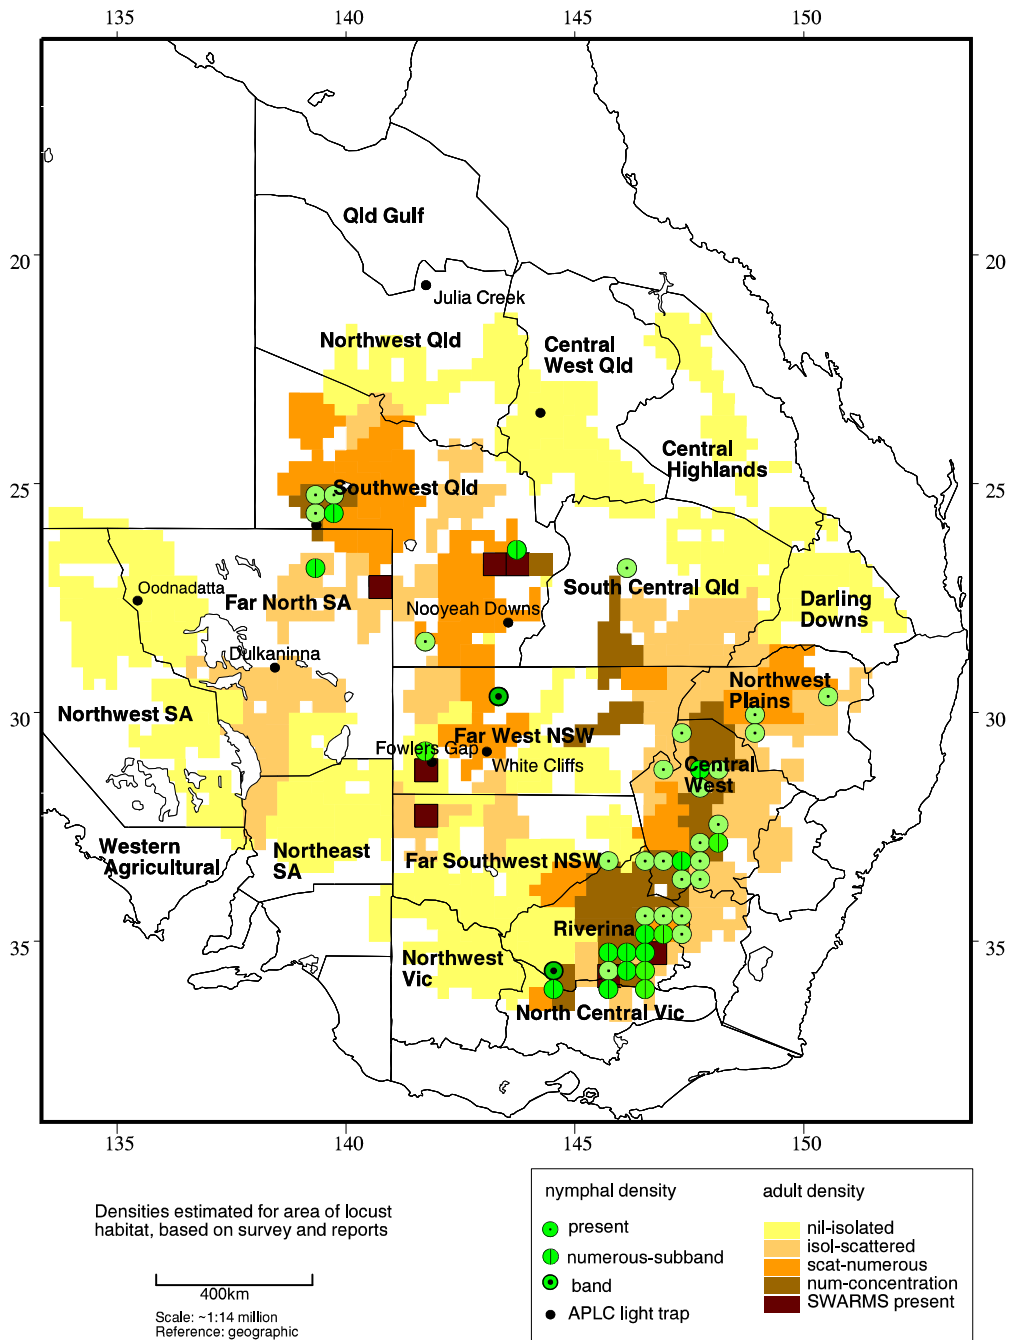 135
140
145
150
Qld Gulf
20
20
Julia Creek
Northwest Qld
Central
West Qld
Central
Highlands
25
Southwest Qld
25
Oodnadatta
Far North SA
Nooyeah Downs
South Central Qld
Darling
Downs
Dulkaninna
Northwest SA
30
Northwest
Plains
30
Far West NSW
Fowlers Gap
White Cliffs
Central
West
Western
Agricultural
Northeast
SA
Far Southwest NSW
Riverina
35
35
Northwest
Vic
North Central Vic
135
140
145
150
Densities estimated for area of locust
habitat, based on survey and reports
400km
Scale: ~1:14 million
Reference: geographic
nymphal density
present
numerous-subband
band
APLC light trap
adult density
nil-isolated
isol-scattered
scat-numerous
num-concentration
SWARMS present